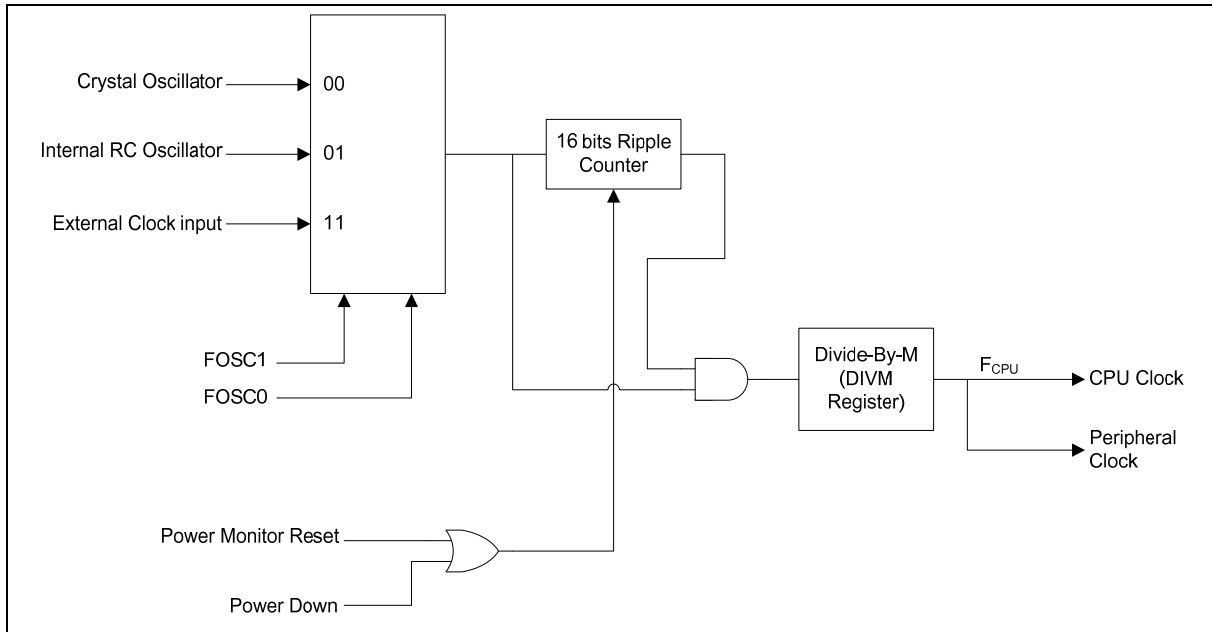 Crystal Oscillator
00
Internal RC Oscillator
01
External Clock input
11
FOSC1
FOSC0
16 bits Ripple
Counter
Divide-By-M
(DIVM
Register)
FCPU
CPU Clock
Peripheral
Clock
Power Monitor Reset
Power Down